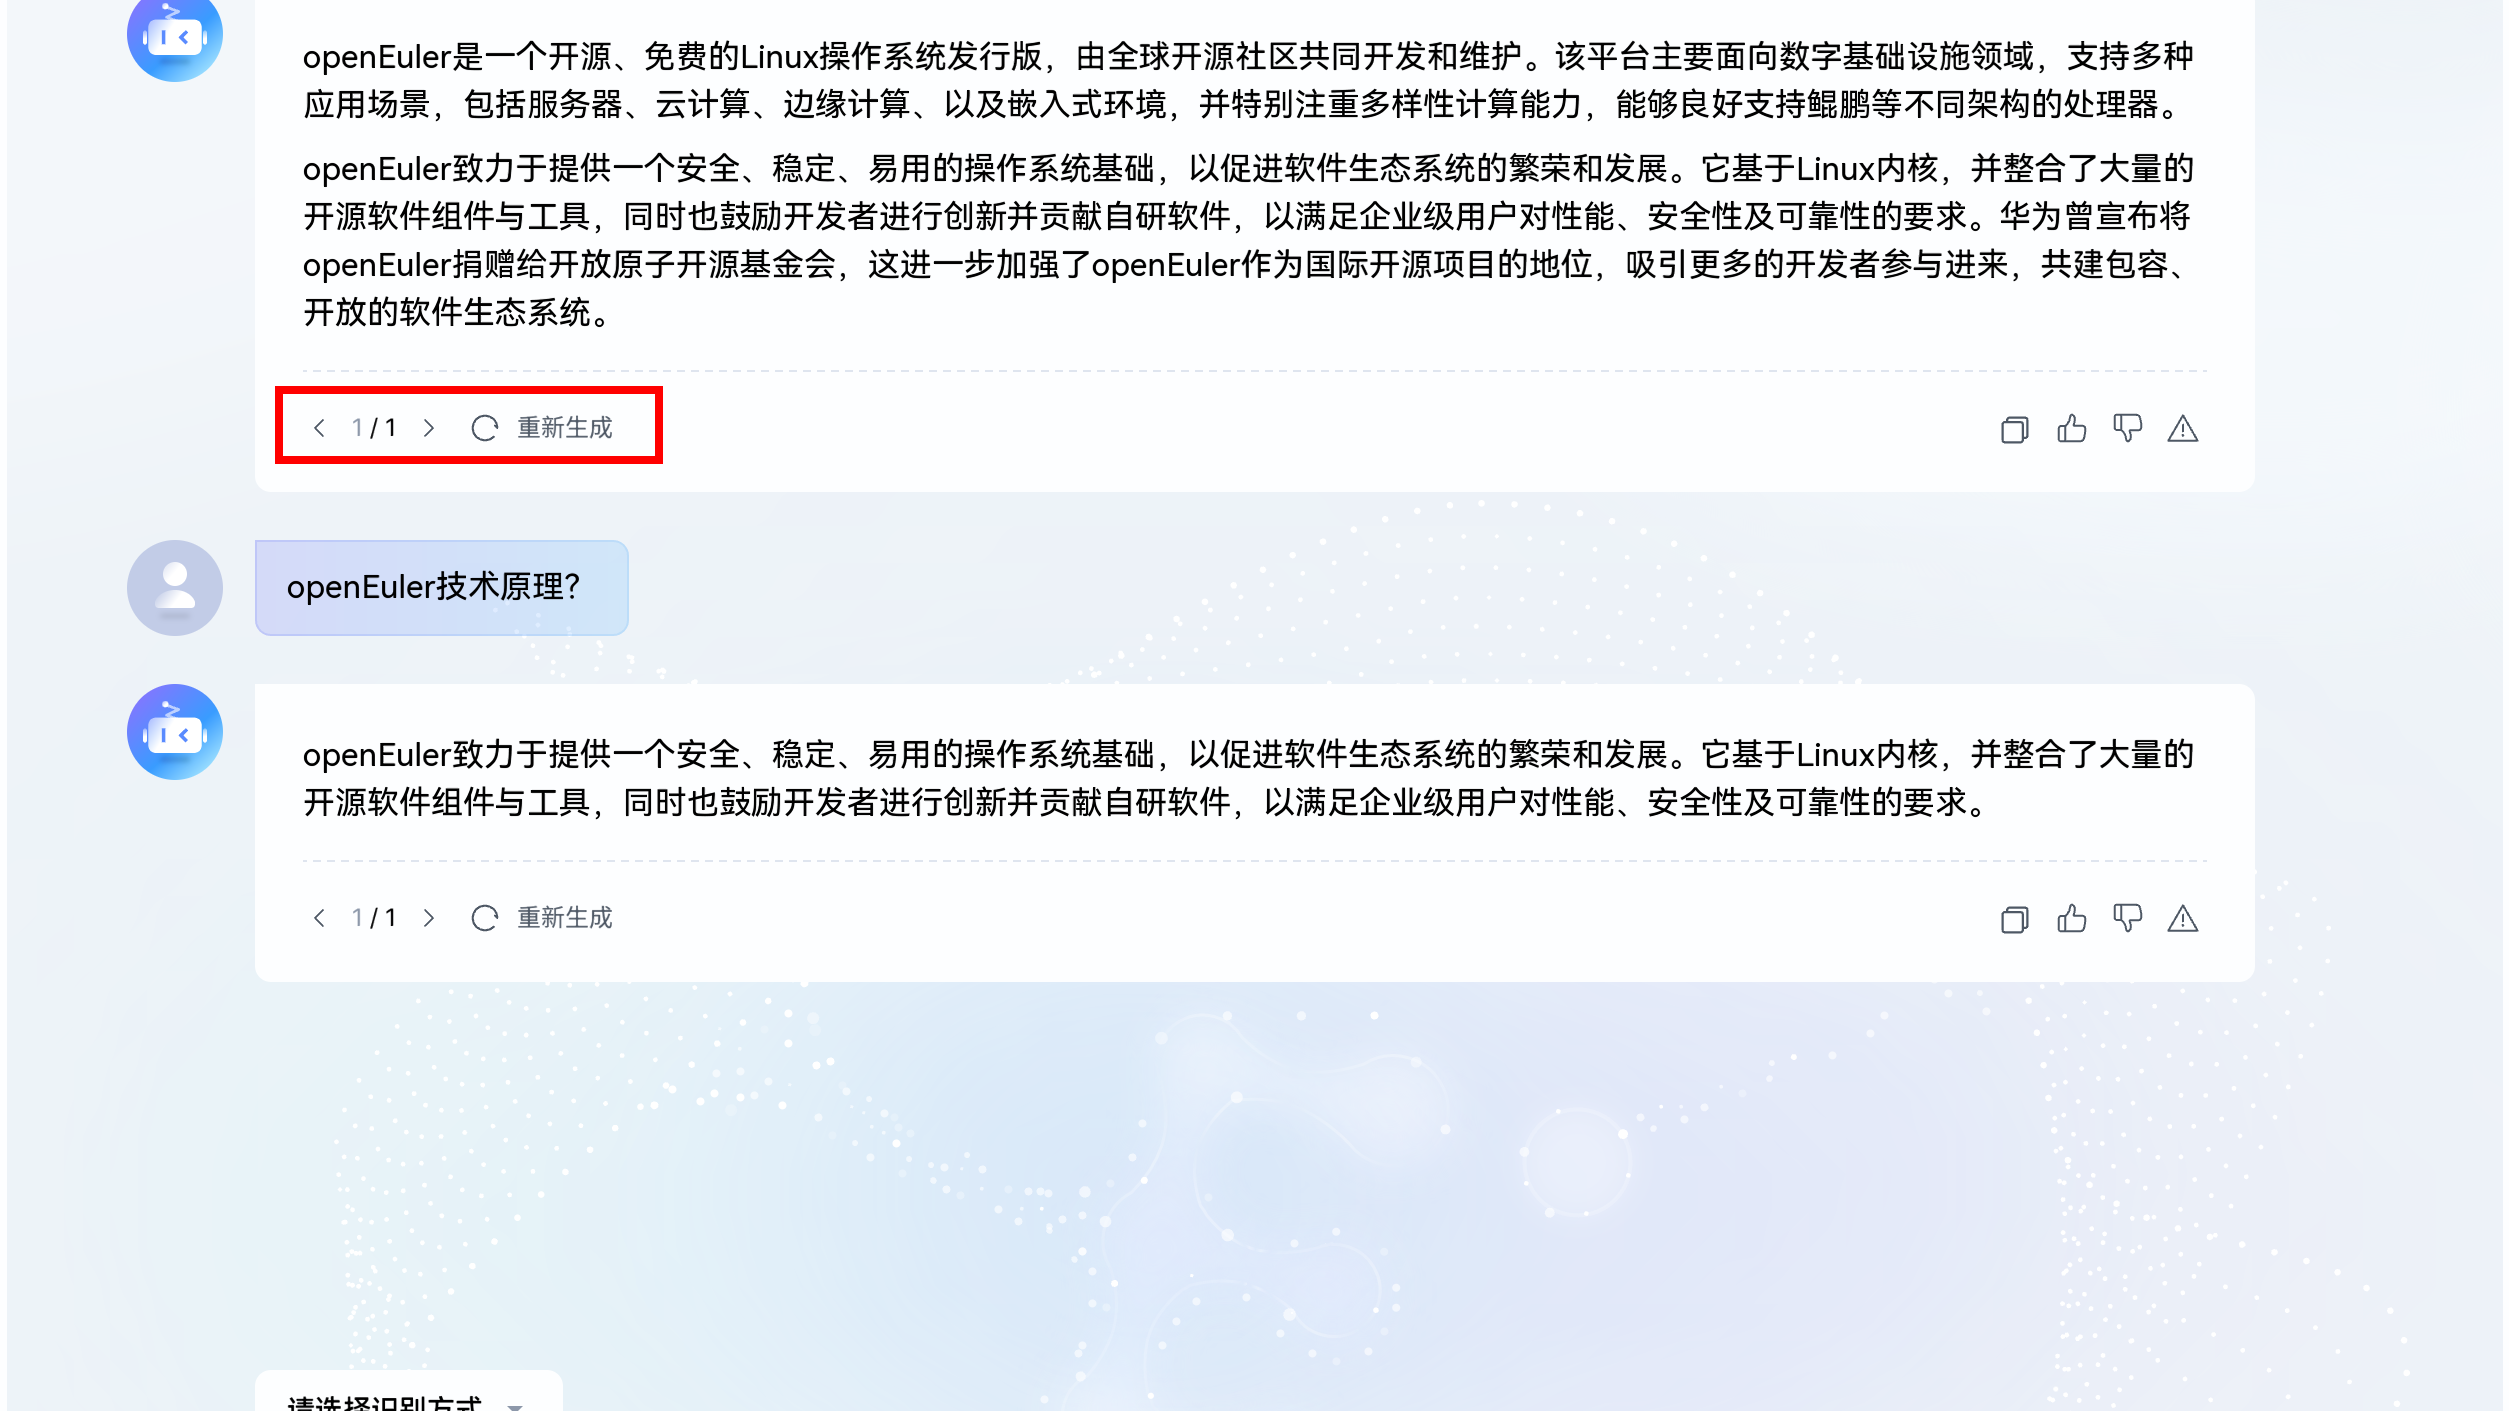 openEuler是一个开源、免费的Linux操作系统发行版，由全球开源社区共同开发和维护。该平台主要面向数字基础设施领域，支持多种
应用场景，包括服务器、云计算、边缘计算、以及嵌入式环境，并特别注重多样性计算能力，能够良好支持鲲鹏等不同架构的处理器。
openEuler致力于提供一个安全、稳定、易用的操作系统基础，以促进软件生态系统的繁荣和发展。它基于Linux内核，并整合了大量的
开源软件组件与工具，同时也鼓励开发者进行创新并贡献自研软件，以满足企业级用户对性能、安全性及可靠性的要求。华为曾宣布将
openEuler捐赠给开放原子开源基金会，这进一步加强了openEuler作为国际开源项目的地位，吸引更多的开发者参与进来，共建包容、
开放的软件生态系统。
1 / 1 重新生成
openEuler技术原理？
openEuler致力于提供一个安全、稳定、易用的操作系统基础，以促进软件生态系统的繁荣和发展。它基于Linux内核，并整合了大量的
开源软件组件与工具，同时也鼓励开发者进行创新并贡献自研软件，以满足企业级用户对性能、安全性及可靠性的要求。
1 / 1 重新生成
请选择识别方式